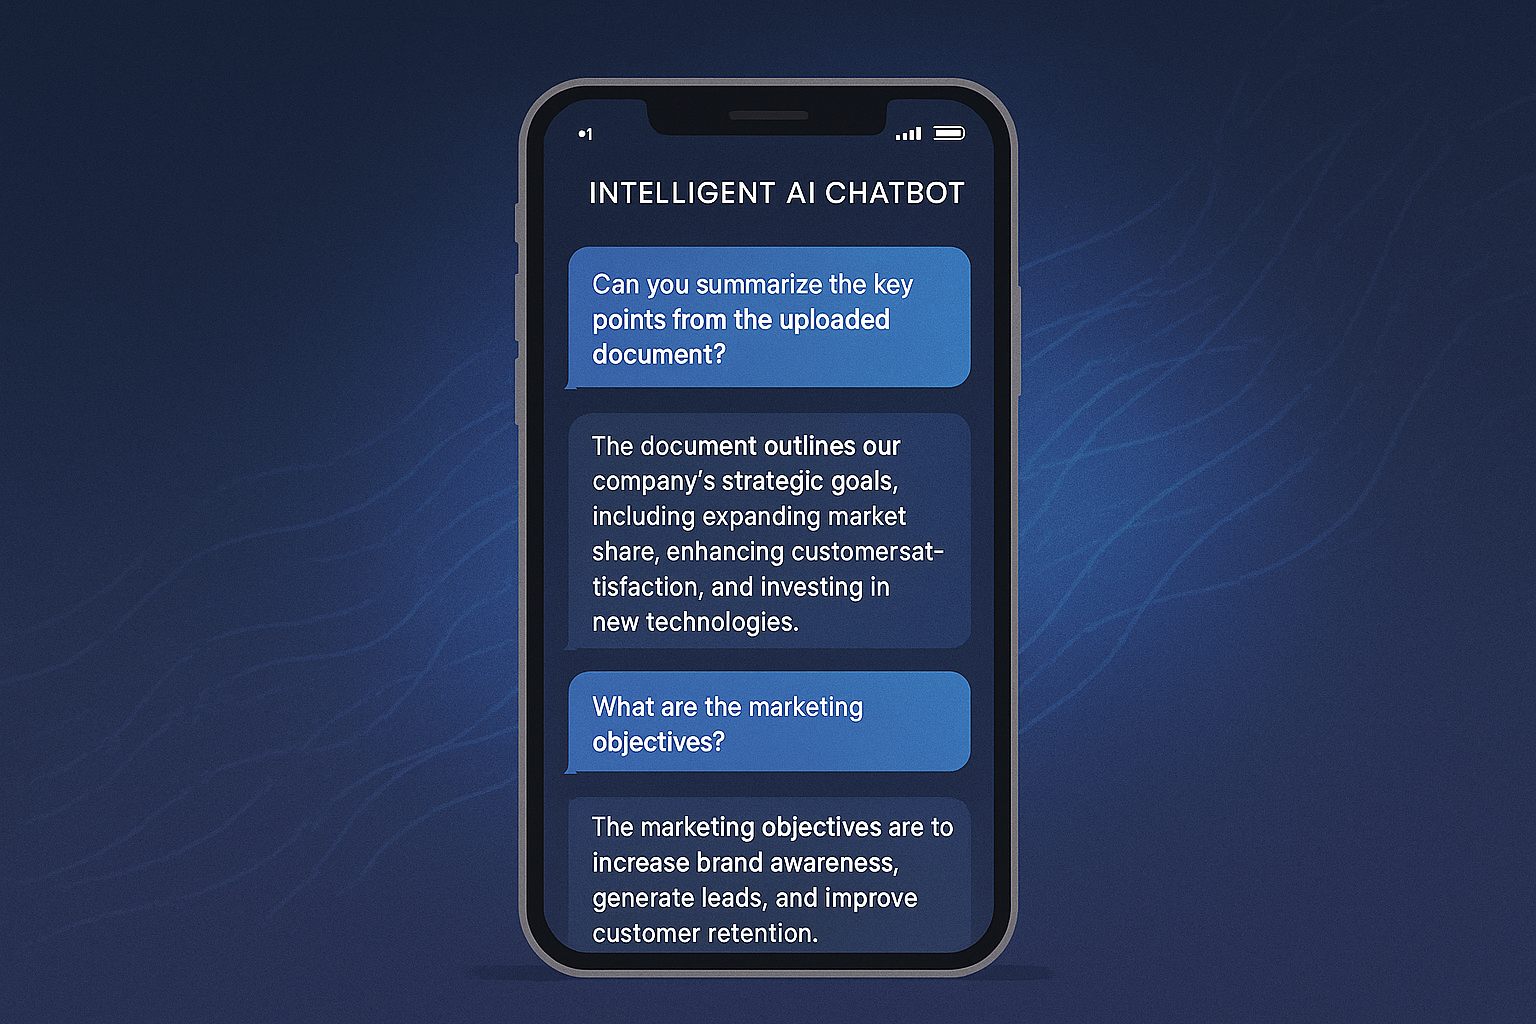 •1
INTELLIGENT AI CHATBOT
Can you summarize the key
points from the uploaded
document?
The document outlines our
company's strategic goals,
including expanding market
share, enhancing customersat-
tisfaction, and investing in
new technologies.
What are the marketing
objectives?
The marketing objectives are to
increase brand awareness,
generate leads, and improve
customer retention.